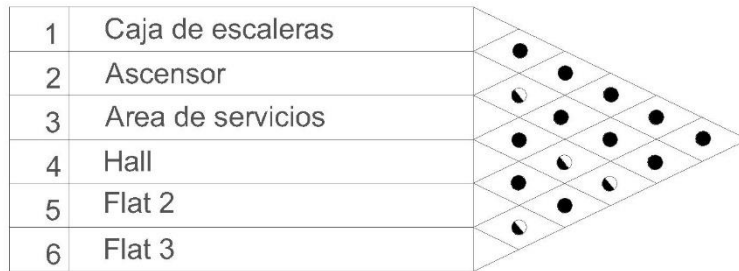 1 Caja de escaleras
2 Ascensor
3 Area de servicios
4 Hall
5 Flat 2
6 Flat 3